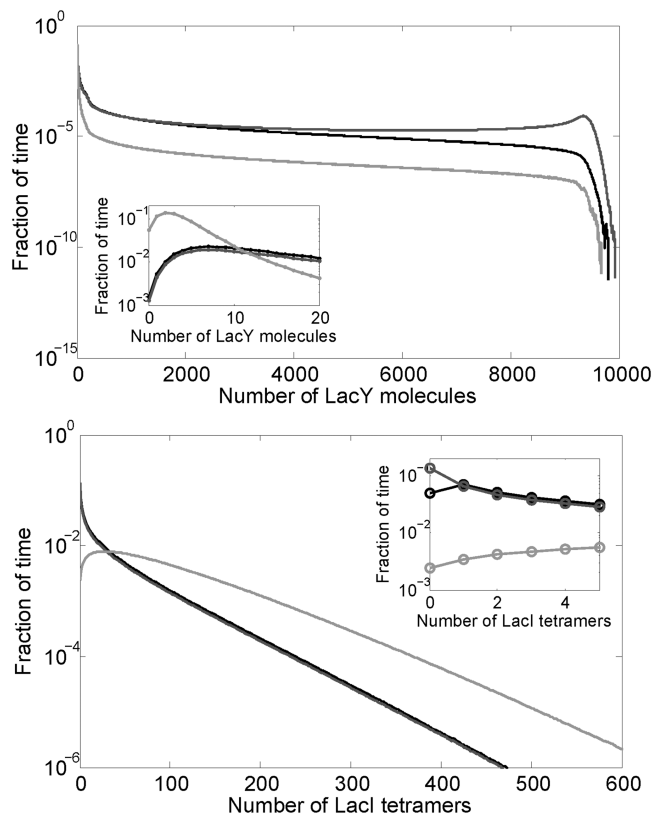 10^0
10^-5
10^-10
10^-15
Fraction of time
10^-1
10^-2
10^-3
Fraction of time
0 10 20
Number of LacY molecules
0 2000 4000 6000 8000 10000
Number of LacY molecules
10^0
10^-2
10^-4
10^-6
Fraction of time
10^-2
10^-3
Fraction of time
0 2 4
Number of LacI tetramers
0 100 200 300 400 500 600
Number of LacI tetramers